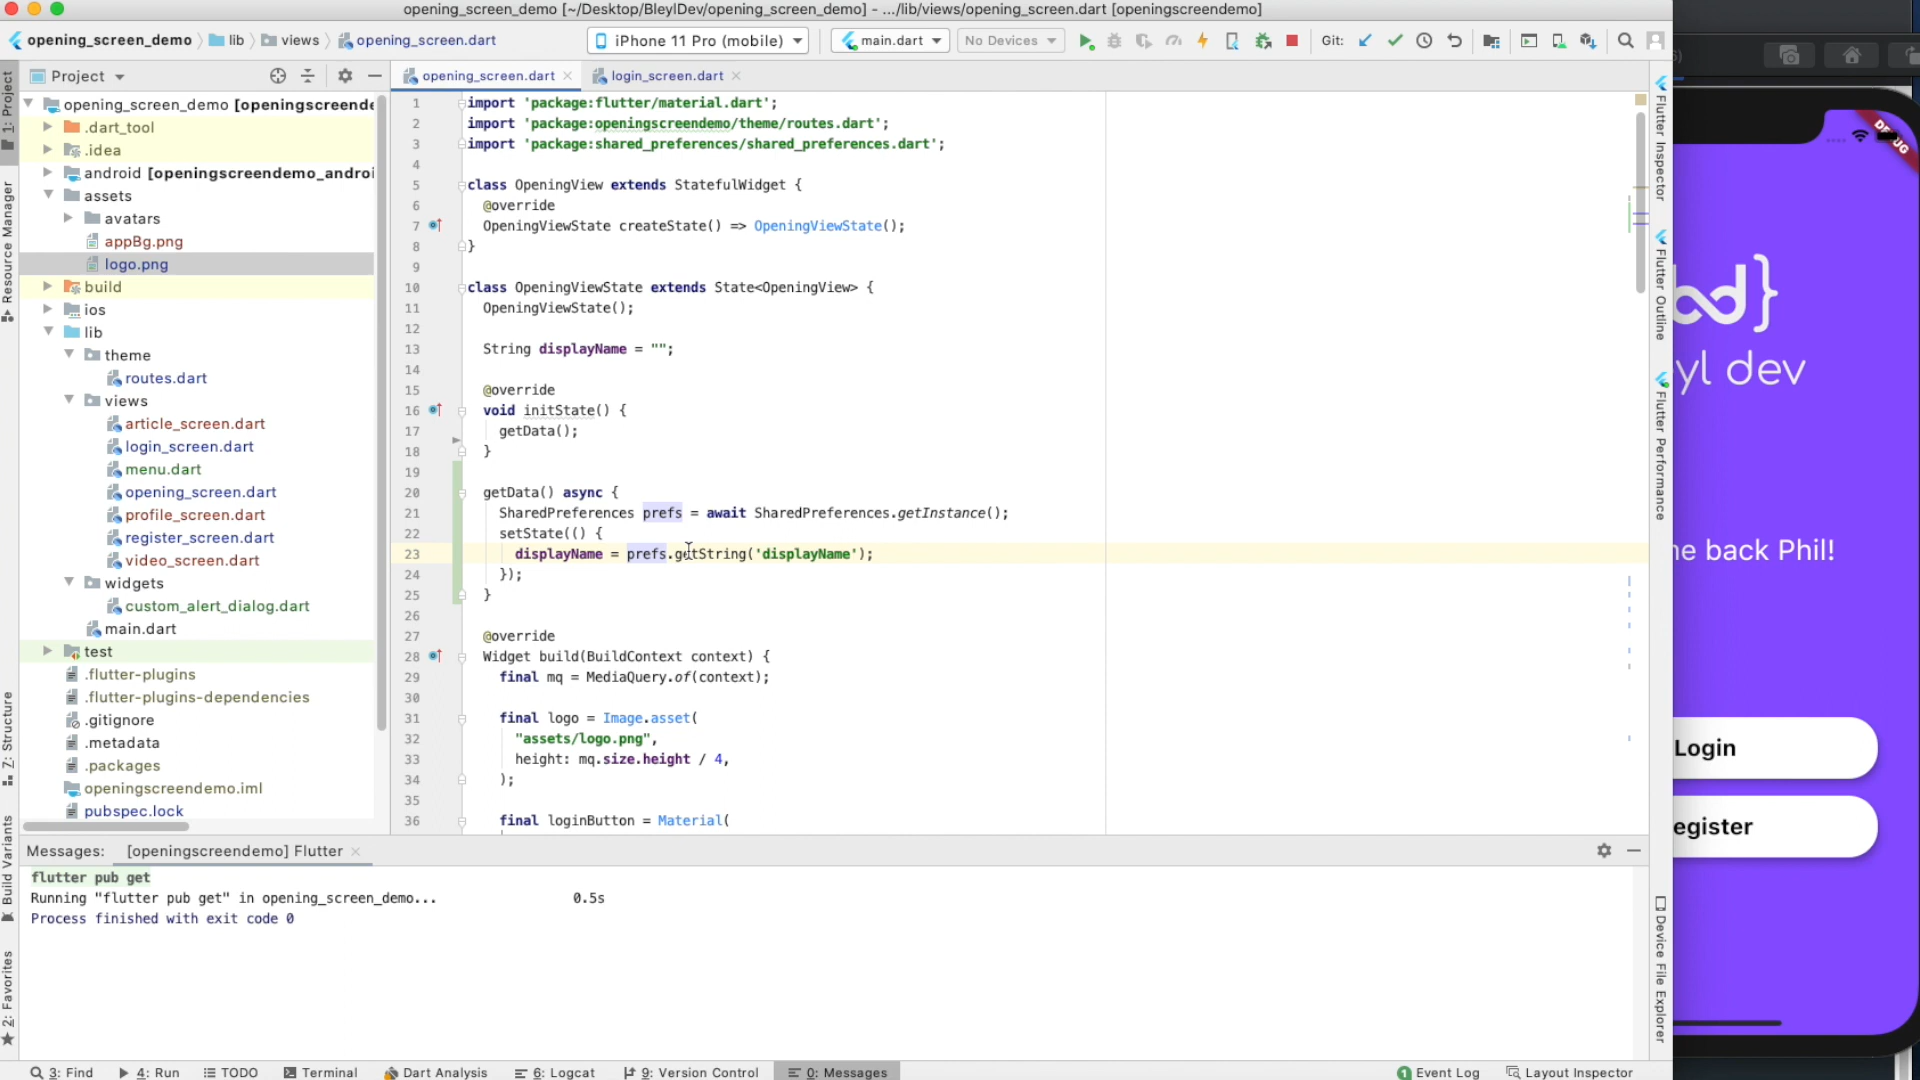 opening_screen_demo [~/Desktop/BleylDev/opening_screen_demo] - .../lib/views/opening_screen.dart [openingscreendemo]
opening_screen_demo lib views opening_screen.dart
iPhone 11 Pro (mobile) main.dart No Devices Git:
Project
opening_screen.dart login_screen.dart
1: Project
Resource Manager
7: Structure
Build Variants
2: Favorites
opening_screen_demo [openingscreende
.dart_tool
.idea
android [openingscreendemo_androi
assets
avatars
appBg.png
logo.png
build
ios
lib
theme
routes.dart
views
article_screen.dart
login_screen.dart
menu.dart
opening_screen.dart
profile_screen.dart
register_screen.dart
video_screen.dart
widgets
custom_alert_dialog.dart
main.dart
test
.flutter-plugins
.flutter-plugins-dependencies
.gitignore
.metadata
.packages
openingscreendemo.iml
pubspec.lock
1 import 'package:flutter/material.dart';
2 import 'package:openingscreendemo/theme/routes.dart';
3 import 'package:shared_preferences/shared_preferences.dart';
4
5 class OpeningView extends StatefulWidget {
6 @override
7 OpeningViewState createState() => OpeningViewState();
8 }
9
10 class OpeningViewState extends State<OpeningView> {
11 OpeningViewState();
12
13 String displayName = "";
14
15 @override
16 void initState() {
17 getData();
18 }
19
20 getData() async {
21 SharedPreferences prefs = await SharedPreferences.getInstance();
22 setState(() {
23 displayName = prefs.getString('displayName');
24 });
25 }
26
27 @override
28 Widget build(BuildContext context) {
29 final mq = MediaQuery.of(context);
30
31 final logo = Image.asset(
32 "assets/logo.png",
33 height: mq.size.height / 4,
34 );
35
36 final loginButton = Material(
Flutter Inspector
Flutter Outline
Flutter Performance
Device File Explorer
yl dev
e back Phil!
Login
egister
Messages: [openingscreendemo] Flutter
flutter pub get
Running "flutter pub get" in opening_screen_demo... 0.5s
Process finished with exit code 0
3: Find 4: Run TODO Terminal Dart Analysis 6: Logcat 9: Version Control 0: Messages 1 Event Log Layout Inspector